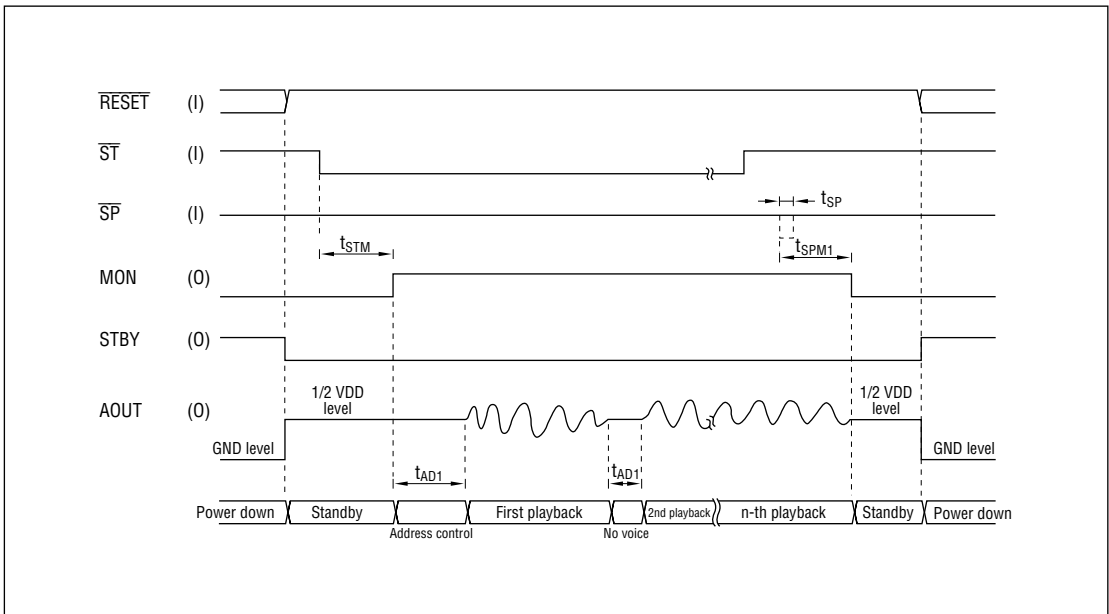 RESET (I)
ST (I)
tSP
SP (I)
tSTM
tSPM1
MON (O)
STBY (O)
1/2 VDD level
1/2 VDD level
AOUT (O)
GND level
GND level
tAD1
tAD1
Power down
Standby
First playback
2nd playback
n-th playback
Standby
Power down
Address control
No voice